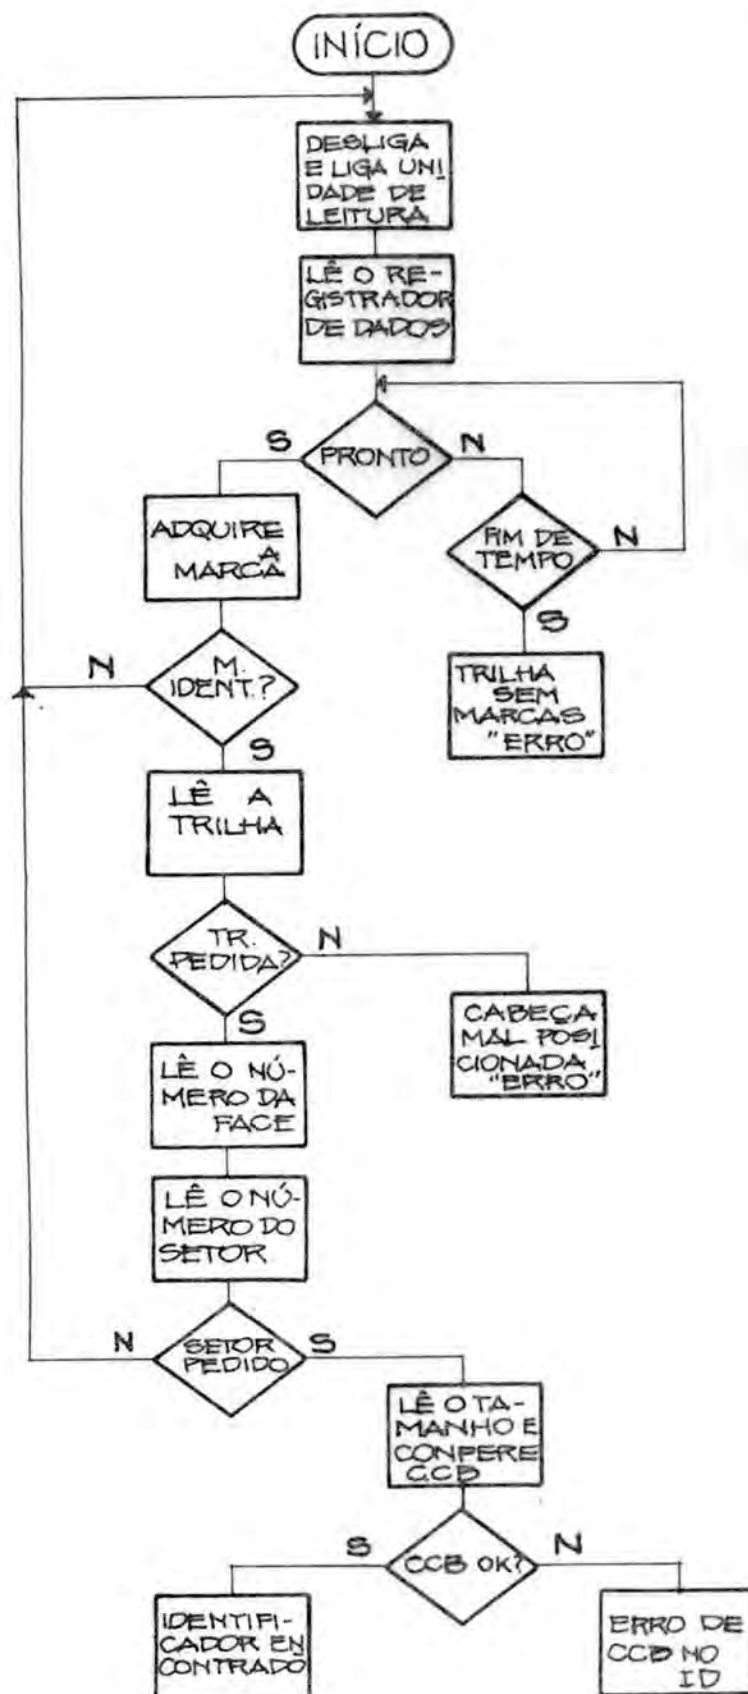 INÍCIO
DESLIGA
E LIGA UNI
DADE DE
LEITURA
LÊ O RE-
GISTRADOR
DE DADOS
S
PRONTO
N
ADQUIRE
A
MARCA
FIM DE
TEMPO
N
S
N
M.
IDENT.?
S
TRILHA
SEM
MARCAS
"ERRO"
LÊ A
TRILHA
TR.
PEDIDA?
N
S
CABEÇA
MAL POSI
CIONADA
"ERRO"
LÊ O NÚ-
MERO DA
FACE
LÊ O NÚ-
MERO DO
SETOR
N
SETOR
PEDIDO
S
LÊ O TA-
MANHO E
CONFERE
CCB
S
CCB OK?
N
IDENTIFI-
CADOR EN
CONTRADO
ERRO DE
CCB NO
ID